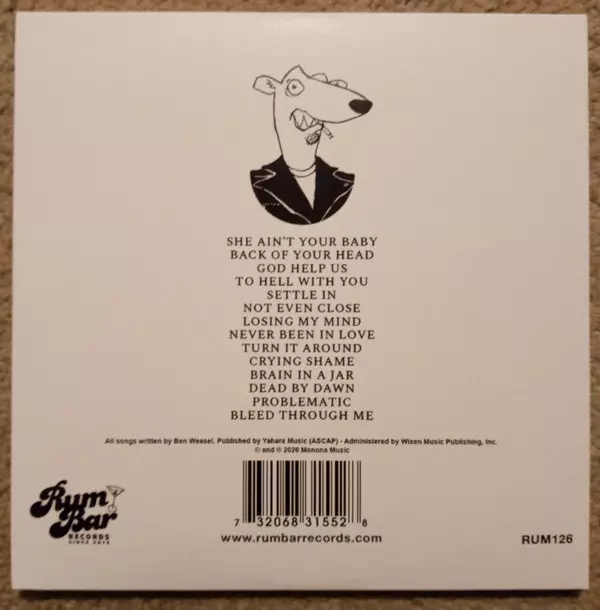 SHE AIN'T YOUR BABY
BACK OF YOUR HEAD
GOD HELP US
TO HELL WITH YOU
SETTLE IN
NOT EVEN CLOSE
LOSING MY MIND
NEVER BEEN IN LOVE
TURN IT AROUND
CRYING SHAME
BRAIN IN A JAR
DEAD BY DAWN
PROBLEMATIC
BLEED THROUGH ME
All songs written by Ben Weasel. Published by Yahara Music (ASCAP) - Administered by Wixen Music Publishing, Inc.
© and ℗ 2020 Monona Music
Rum
Bar
RECORDS
7 32068 31552 8
www.rumbarrecords.com
RUM126